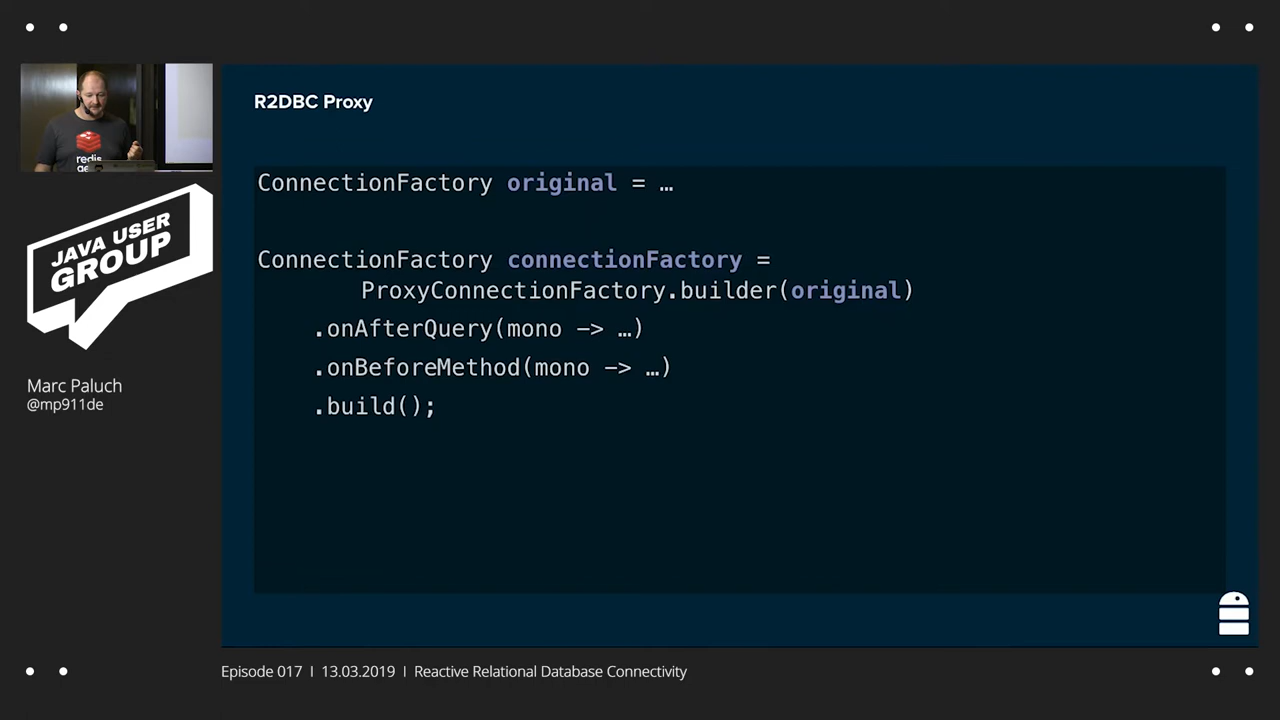 R2DBC Proxy
ConnectionFactory original = …
ConnectionFactory connectionFactory =
ProxyConnectionFactory.builder(original)
.onAfterQuery(mono -> …)
.onBeforeMethod(mono -> …)
.build();
redis
JAVA USER
GROUP
Marc Paluch
@mp911de
Episode 017 | 13.03.2019 | Reactive Relational Database Connectivity